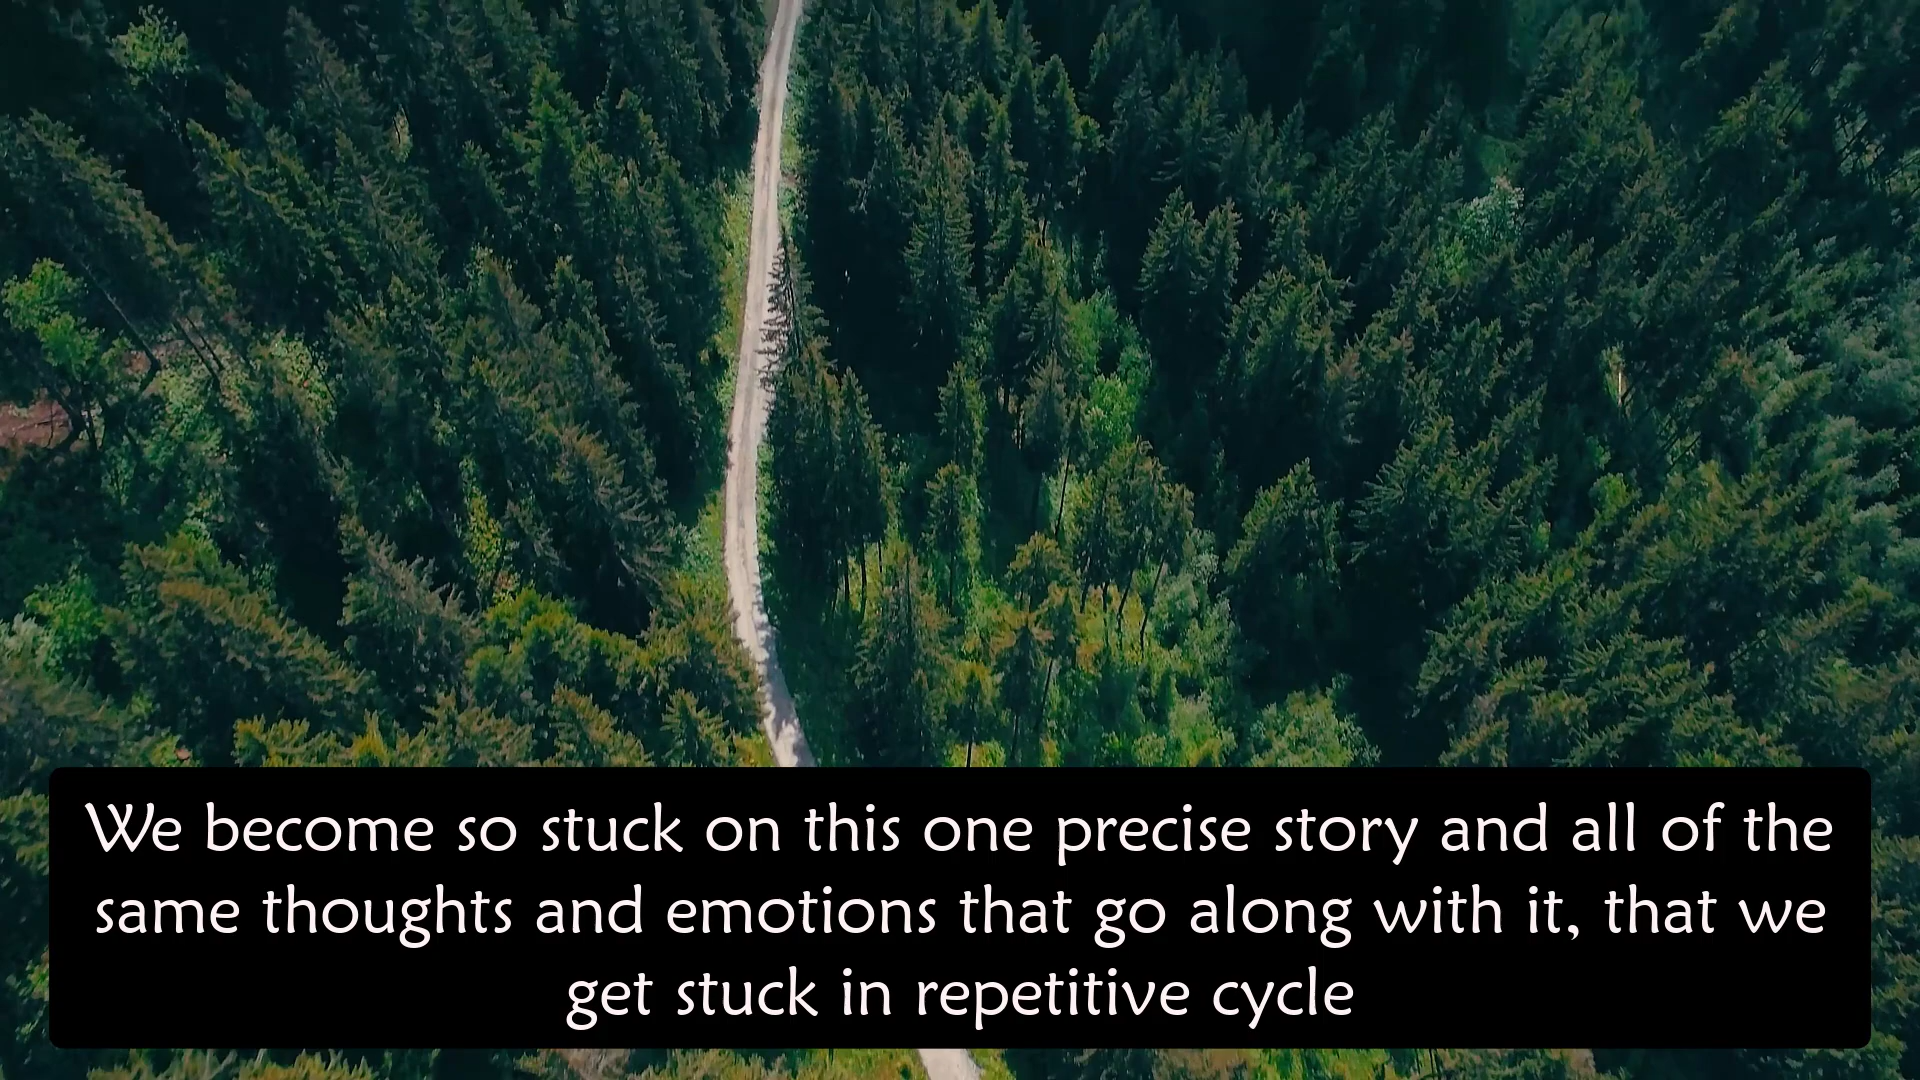 We become so stuck on this one precise story and all of the
same thoughts and emotions that go along with it, that we
get stuck in repetitive cycle